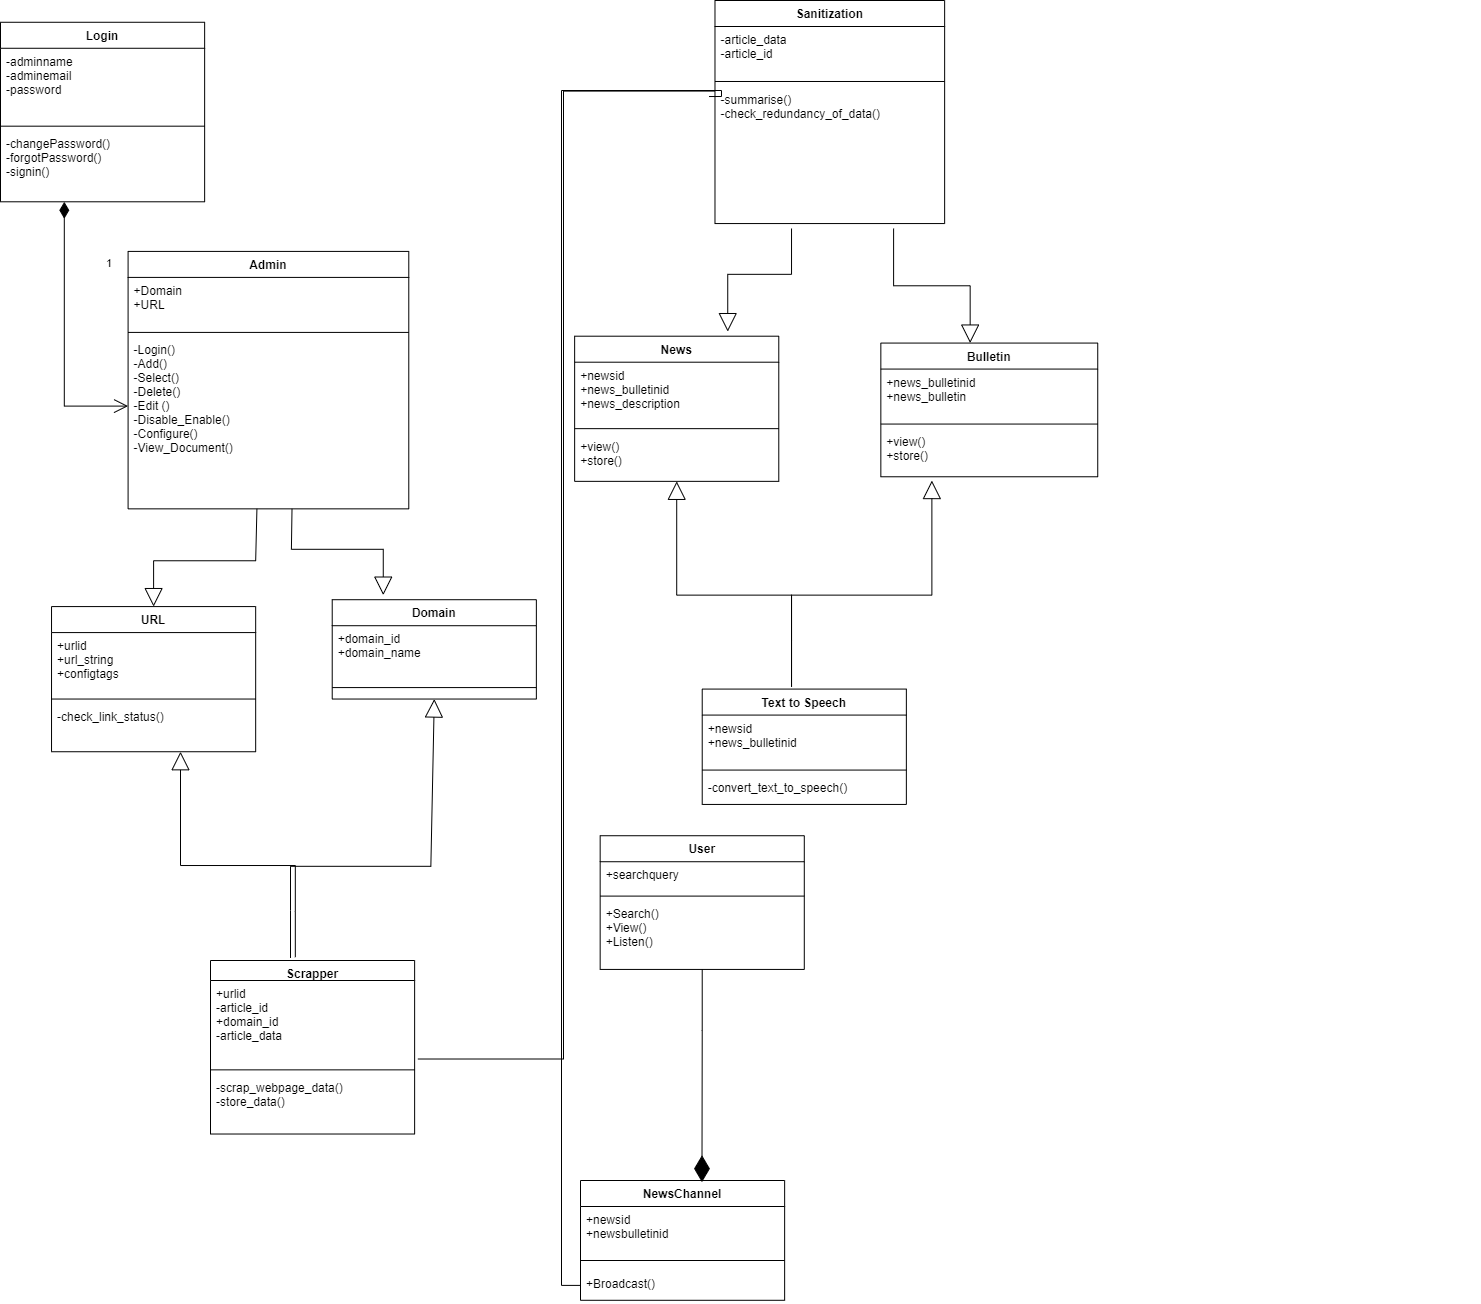 Login
-adminname
-adminemail
-password
-changePassword()
-forgotPassword()
-signin()
1
Admin
+Domain
+URL
-Login()
-Add()
-Select()
-Delete()
-Edit ()
-Disable_Enable()
-Configure()
-View_Document()
URL
+urlid
+url_string
+configtags
-check_link_status()
Domain
+domain_id
+domain_name
Scrapper
+urlid
-article_id
+domain_id
-article_data
-scrap_webpage_data()
-store_data()
Sanitization
-article_data
-article_id
-summarise()
-check_redundancy_of_data()
News
+newsid
+news_bulletinid
+news_description
+view()
+store()
Bulletin
+news_bulletinid
+news_bulletin
+view()
+store()
Text to Speech
+newsid
+news_bulletinid
-convert_text_to_speech()
User
+searchquery
+Search()
+View()
+Listen()
NewsChannel
+newsid
+newsbulletinid
+Broadcast()